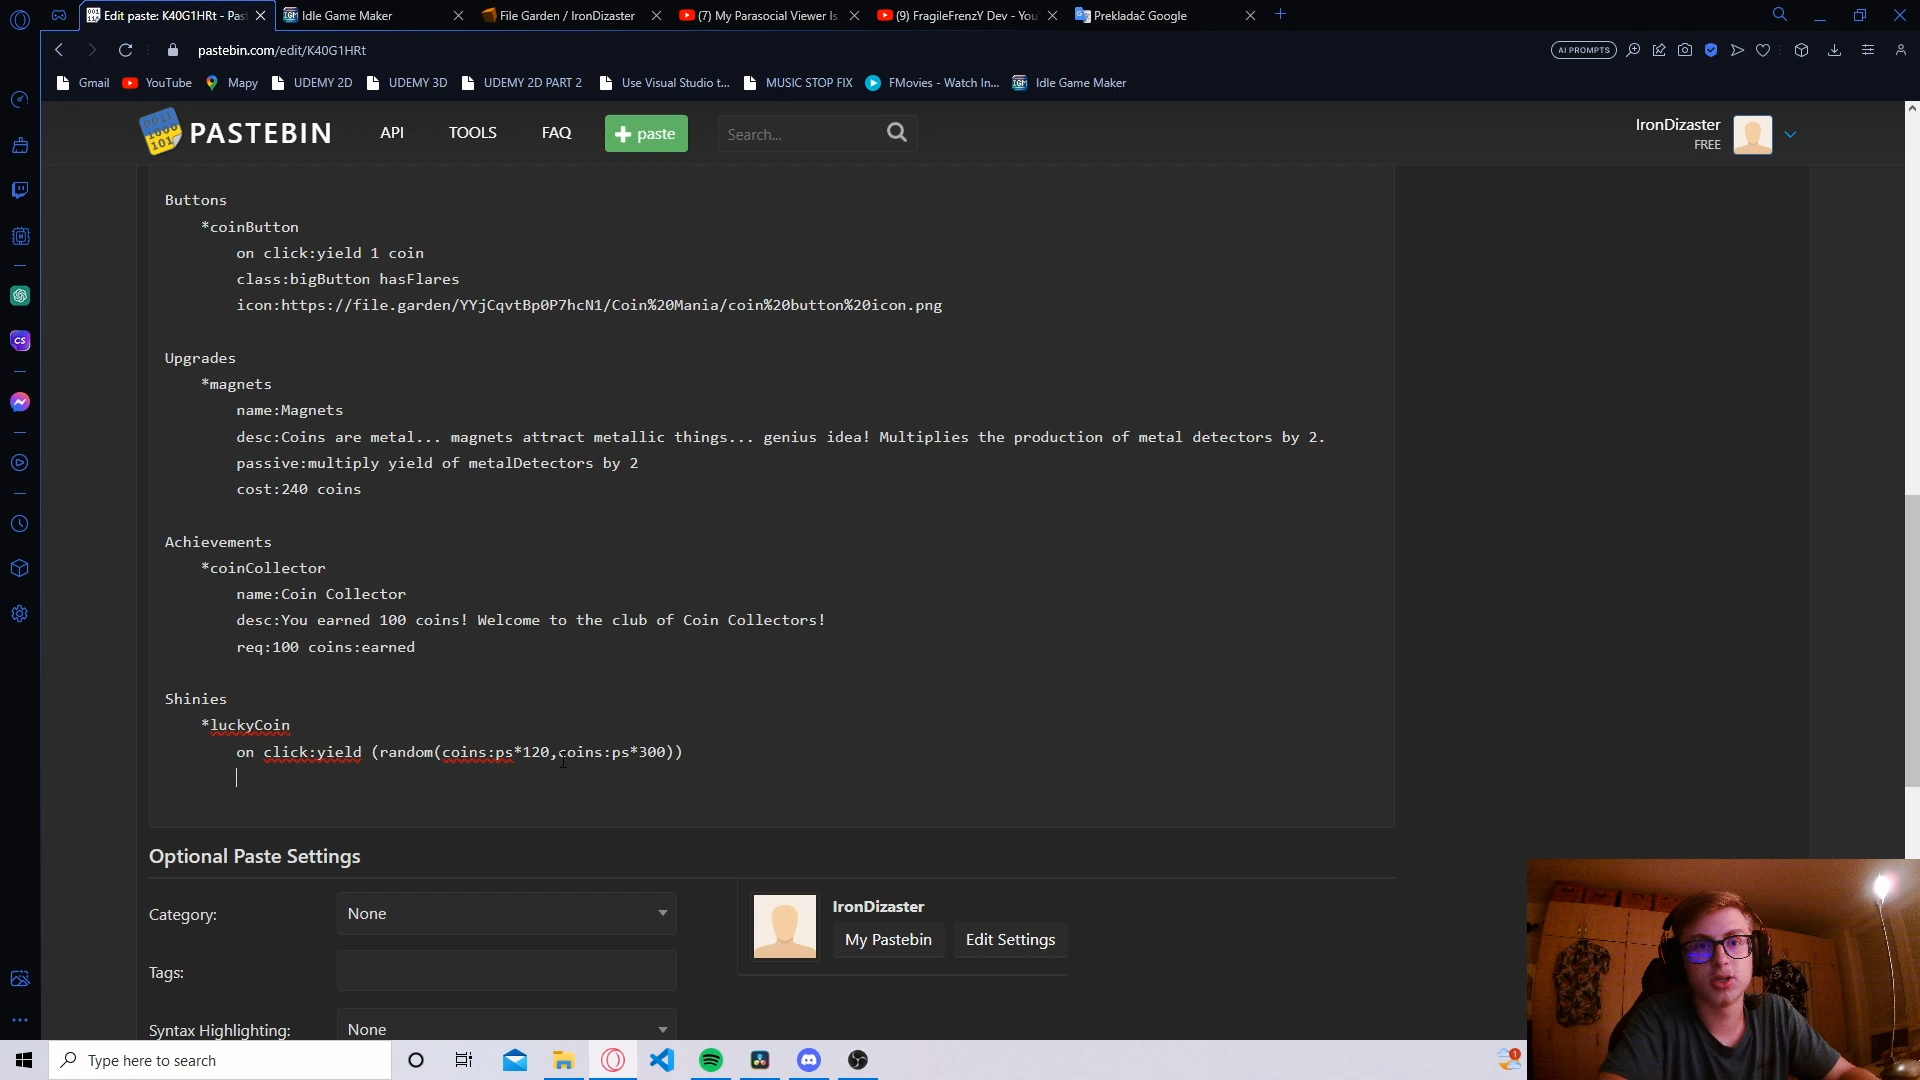 Edit paste: K40G1HRt - Pas
Idle Game Maker
File Garden / IronDizaster
(7) My Parasocial Viewer Is
(9) FragileFrenzY Dev - You
Prekladač Google
pastebin.com/edit/K40G1HRt
AI PROMPTS
Gmail
YouTube
Mapy
UDEMY 2D
UDEMY 3D
UDEMY 2D PART 2
Use Visual Studio t...
MUSIC STOP FIX
FMovies - Watch In...
Idle Game Maker
PASTEBIN
API
TOOLS
FAQ
paste
Search...
IronDizaster
FREE
Buttons
*coinButton
on click:yield 1 coin
class:bigButton hasFlares
icon:https://file.garden/YYjCqvtBp0P7hcN1/Coin%20Mania/coin%20button%20icon.png
Upgrades
*magnets
name:Magnets
desc:Coins are metal... magnets attract metallic things... genius idea! Multiplies the production of metal detectors by 2.
passive:multiply yield of metalDetectors by 2
cost:240 coins
Achievements
*coinCollector
name:Coin Collector
desc:You earned 100 coins! Welcome to the club of Coin Collectors!
req:100 coins:earned
Shinies
*luckyCoin
on click:yield (random(coins:ps*120,coins:ps*300))
Optional Paste Settings
Category:
None
Tags:
Syntax Highlighting:
None
IronDizaster
My Pastebin
Edit Settings
Type here to search
1